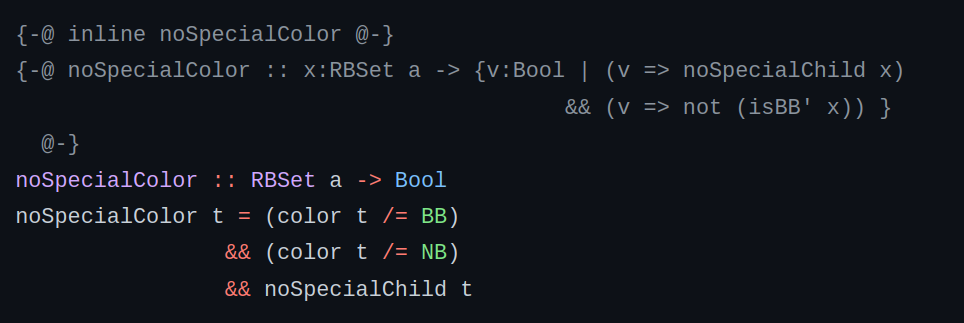 {-@ inline noSpecialColor @-}
{-@ noSpecialColor :: x:RBSet a -> {v:Bool | (v => noSpecialChild x)
                                          && (v => not (isBB' x)) }
  @-}
noSpecialColor :: RBSet a -> Bool
noSpecialColor t = (color t /= BB)
                && (color t /= NB)
                && noSpecialChild t